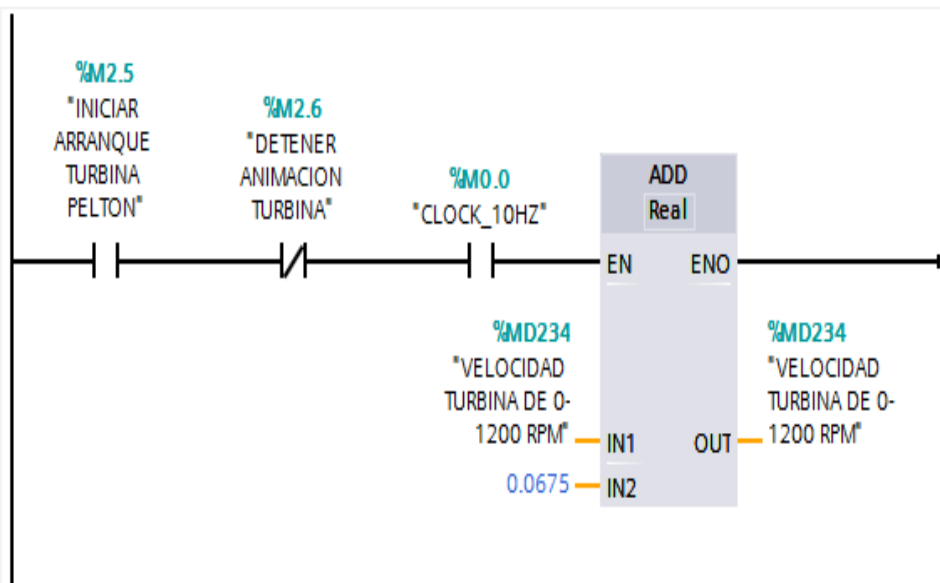 %M2.5
"INICIAR
ARRANQUE
TURBINA
PELTON"
%M2.6
"DETENER
ANIMACION
TURBINA"
%M0.0
"CLOCK_10HZ"
ADD
Real
EN
ENO
%MD234
"VELOCIDAD
TURBINA DE 0-
1200 RPM"
IN1
0.0675
IN2
%MD234
"VELOCIDAD
TURBINA DE 0-
1200 RPM"
OUT